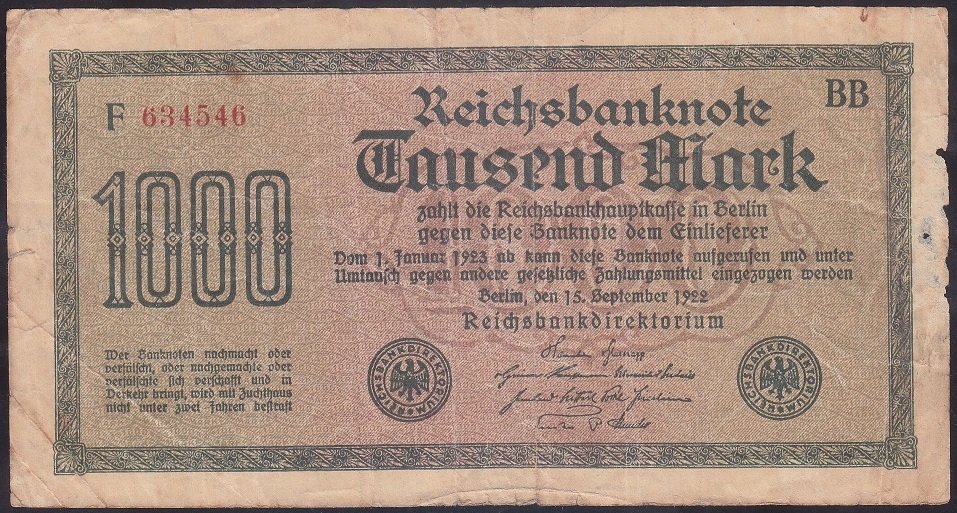 F 634546
BB
Reichsbanknote
Tausend Mark
1000
zahlt die Reichsbankhauptkasse in Berlin
gegen diese Banknote dem Einlieferer
Vom 1. Januar 1923 ab kann diese Banknote aufgerufen und unter
Umtausch gegen andere gesetzliche Zahlungsmittel eingezogen werden
Berlin, den 15. September 1922
Reichsbankdirektorium
Wer Banknoten nachmacht oder
verfälscht, oder nachgemachte oder
verfälschte sich verschafft und in
Verkehr bringt, wird mit Zuchthaus
nicht unter zwei Jahren bestraft
REICHSBANKDIREKTORIUM
REICHSBANKDIREKTORIUM